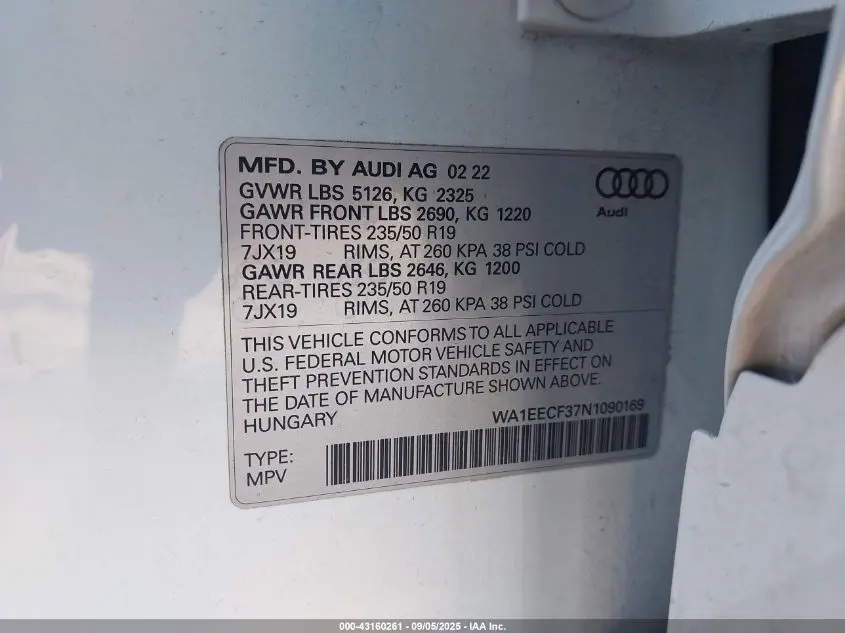 MFD. BY AUDI AG 02 22
GVWR LBS 5126, KG 2325
GAWR FRONT LBS 2690, KG 1220
FRONT-TIRES 235/50 R19
7JX19 RIMS, AT 260 KPA 38 PSI COLD
GAWR REAR LBS 2646, KG 1200
REAR-TIRES 235/50 R19
7JX19 RIMS, AT 260 KPA 38 PSI COLD
Audi
THIS VEHICLE CONFORMS TO ALL APPLICABLE
U.S. FEDERAL MOTOR VEHICLE SAFETY AND
THEFT PREVENTION STANDARDS IN EFFECT ON
THE DATE OF MANUFACTURE SHOWN ABOVE.
HUNGARY WA1EECF37N1090169
TYPE:
MPV
000-43160261 - 09/05/2025 - IAA Inc.